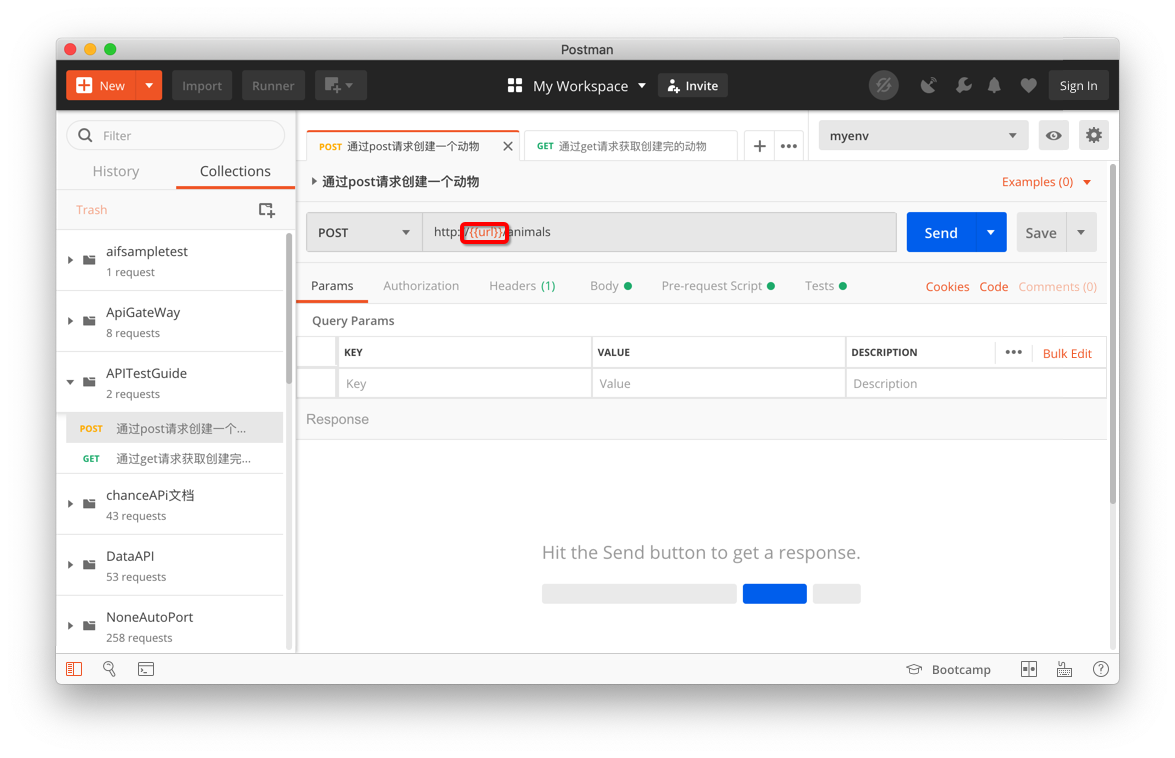 Postman
New
Import
Runner
My Workspace
Invite
Sign In
Filter
History
Collections
Trash
aifsampletest
1 request
ApiGateWay
8 requests
APITestGuide
2 requests
POST 通过post请求创建一个...
GET 通过get请求获取创建完...
chanceAPi文档
43 requests
DataAPI
53 requests
NoneAutoPort
258 requests
POST 通过post请求创建一个动物
GET 通过get请求获取创建完的动物
myenv
通过post请求创建一个动物
Examples (0)
POST
http://{{url}}/animals
Send
Save
Params
Authorization
Headers (1)
Body
Pre-request Script
Tests
Cookies
Code
Comments (0)
Query Params
KEY
VALUE
DESCRIPTION
Bulk Edit
Key
Value
Description
Response
Hit the Send button to get a response.
Bootcamp